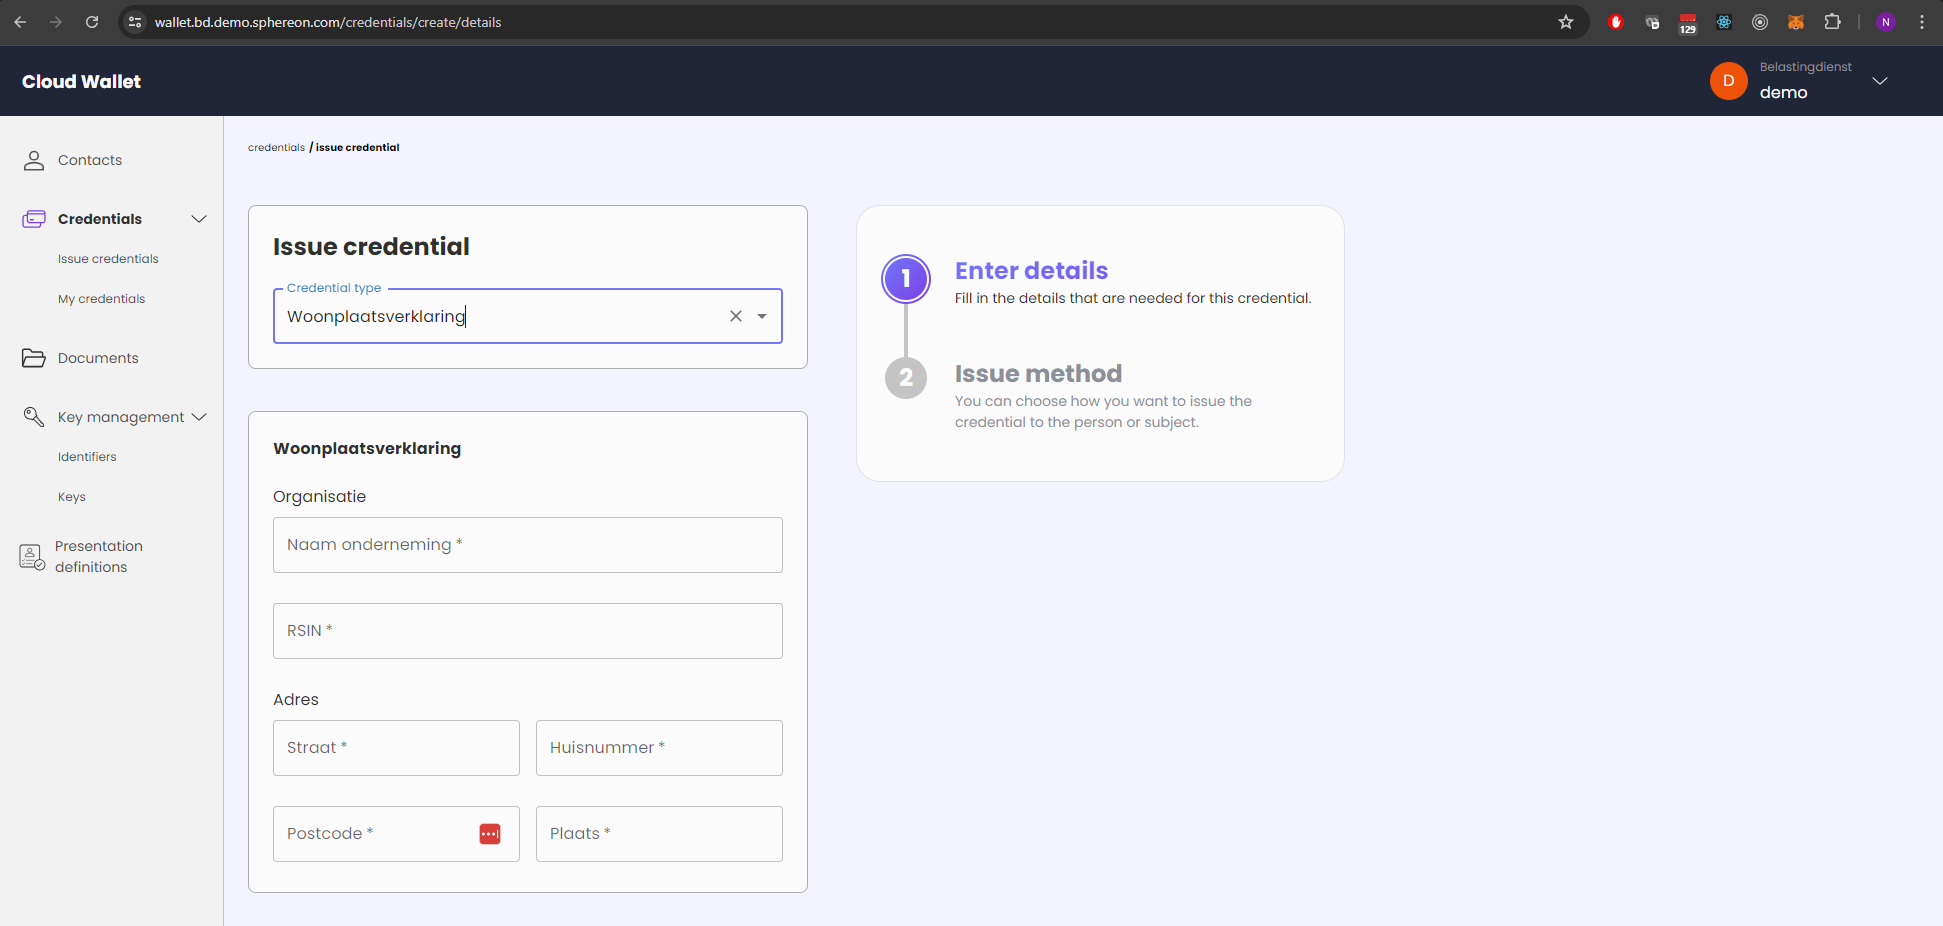 wallet.bd.demo.sphereon.com/credentials/create/details
129
N
Cloud Wallet
D
Belastingdienst
demo
Contacts
Credentials
Issue credentials
My credentials
Documents
Key management
Identifiers
Keys
Presentation
definitions
credentials / issue credential
Issue credential
Credential type
Woonplaatsverklaring
Woonplaatsverklaring
Organisatie
Naam onderneming *
RSIN *
Adres
Straat *
Huisnummer *
Postcode *
Plaats *
1
Enter details
Fill in the details that are needed for this credential.
2
Issue method
You can choose how you want to issue the
credential to the person or subject.